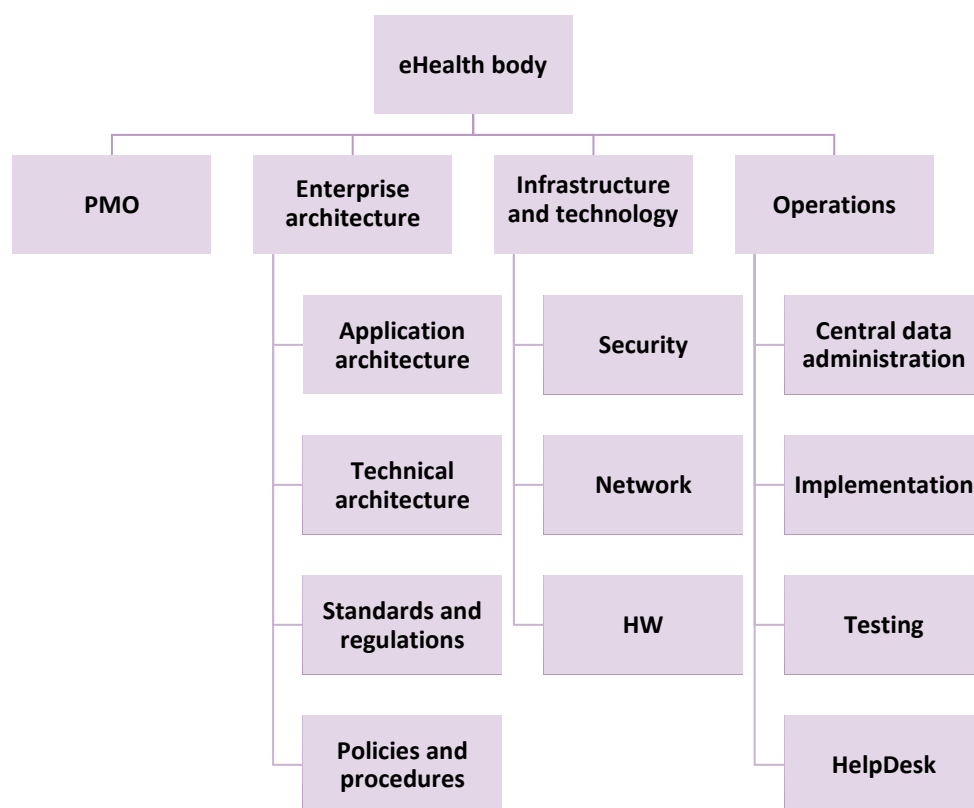 eHealth body
PMO
Enterprise
architecture
Infrastructure
and technology
Operations
Application
architecture
Security
Central data
administration
Technical
architecture
Network
Implementation
Standards and
regulations
HW
Testing
Policies and
procedures
HelpDesk